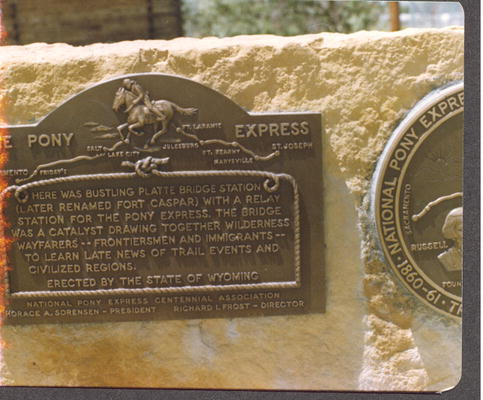 PONY EXPRESS
FT. LARAMIE
SALT LAKE CITY
JULESBURG
FT. KEARNY
ST. JOSEPH
MARYSVILLE
FRIDAY'S
HERE WAS BUSTLING PLATTE BRIDGE STATION
(LATER RENAMED FORT CASPAR) WITH A RELAY
STATION FOR THE PONY EXPRESS. THE BRIDGE
WAS A CATALYST DRAWING TOGETHER WILDERNESS
WAYFARERS -- FRONTIERSMEN AND IMMIGRANTS --
TO LEARN LATE NEWS OF TRAIL EVENTS AND
CIVILIZED REGIONS.
ERECTED BY THE STATE OF WYOMING
NATIONAL PONY EXPRESS CENTENNIAL ASSOCIATION
HORACE A. SORENSEN - PRESIDENT RICHARD I. FROST - DIRECTOR
NATIONAL PONY EXPRE
SACRAMENTO
RUSSELL
FOUN
1860-61